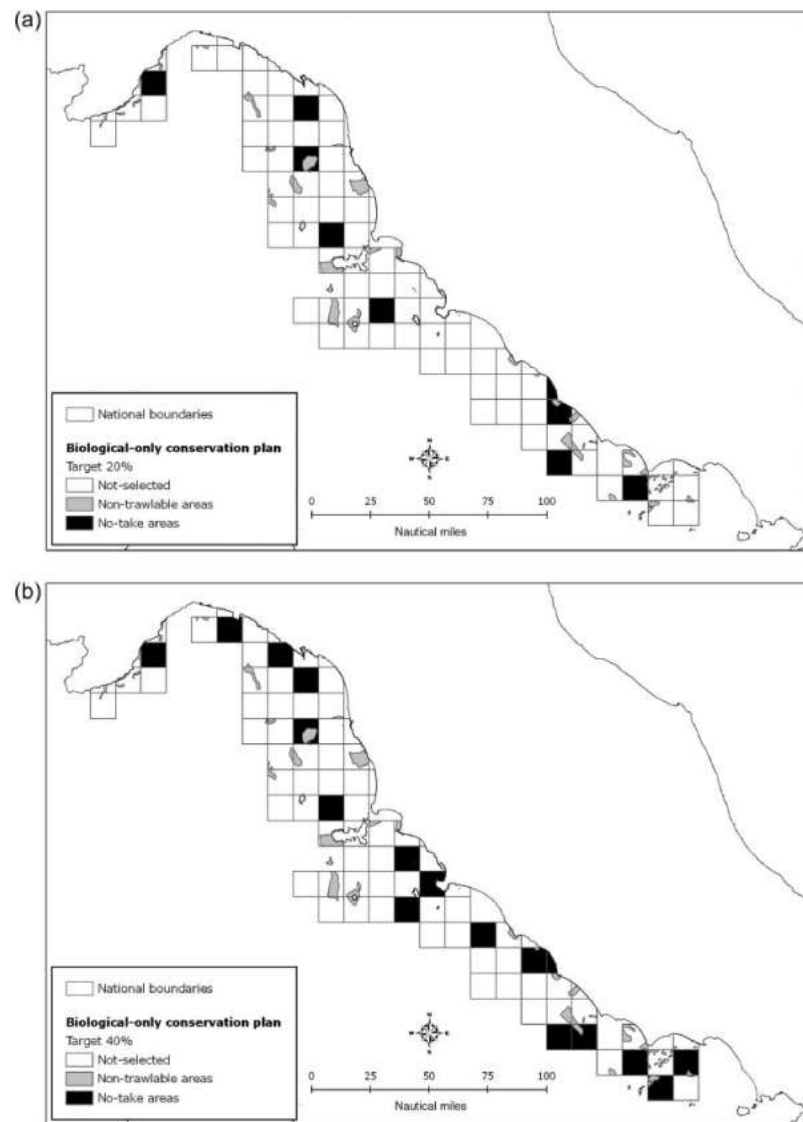 (a)
National boundaries
Biological-only conservation plan
Target 20%
Not-selected
Non-trawlable areas
No-take areas
N
W E
S
0 25 50 75 100
Nautical miles
(b)
National boundaries
Biological-only conservation plan
Target 40%
Not-selected
Non-trawlable areas
No-take areas
N
W E
S
0 25 50 75 100
Nautical miles